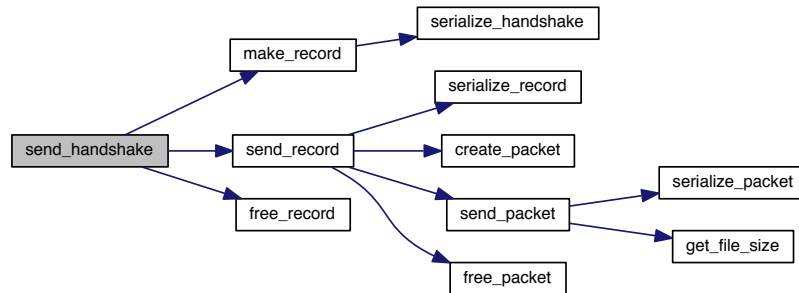 serialize_handshake
make_record
serialize_record
send_handshake
send_record
create_packet
serialize_packet
free_record
send_packet
get_file_size
free_packet